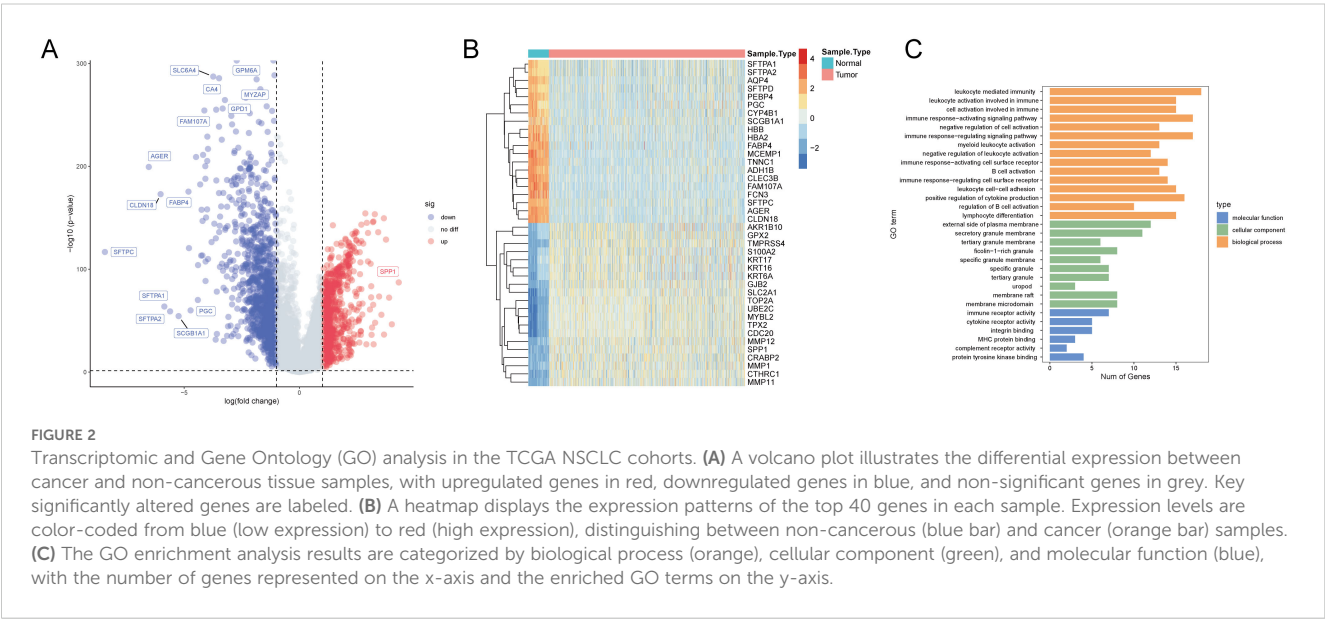 A
300
200
100
0
−5
0
−log10 (p-value)
log(fold change)
SLC6A4
GPM6A
CA4
MYZAP
GPD1
FAM107A
AGER
CLDN18
FABP4
SFTPC
SPP1
SFTPA1
PGC
SFTPA2
SCGB1A1
sig
down
no diff
up
B
Sample.Type
SFTPA1
SFTPA2
AQP4
SFTPD
PEBP4
PGC
CYP4B1
SCGB1A1
HBB
HBA2
FABP4
MCEMP1
TNNC1
ADH1B
CLEC3B
FAM107A
FCN3
SFTPC
AGER
CLDN18
AKR1B10
GPX2
TMPRSS4
S100A2
KRT17
KRT16
KRT6A
GJB2
SLC2A1
TOP2A
UBE2C
MYBL2
TPX2
CDC20
MMP12
SPP1
CRABP2
MMP1
CTHRC1
MMP11
4
2
0
−2
Sample.Type
Normal
Tumor
C
GO term
leukocyte mediated immunity
leukocyte activation involved in immune
cell activation involved in immune
immune response−activating signaling pathway
negative regulation of cell activation
immune response−regulating signaling pathway
myeloid leukocyte activation
negative regulation of leukocyte activation
immune response−activating cell surface receptor
B cell activation
immune response−regulating cell surface receptor
leukocyte cell−cell adhesion
positive regulation of cytokine production
regulation of B cell activation
lymphocyte differentiation
external side of plasma membrane
secretory granule membrane
tertiary granule membrane
ficolin−1−rich granule
specific granule membrane
specific granule
tertiary granule
uropod
membrane raft
membrane microdomain
immune receptor activity
cytokine receptor activity
integrin binding
MHC protein binding
complement receptor activity
protein tyrosine kinase binding
0
5
10
15
Num of Genes
type
molecular function
cellular component
biological process
FIGURE 2
Transcriptomic and Gene Ontology (GO) analysis in the TCGA NSCLC cohorts. (A) A volcano plot illustrates the differential expression between
cancer and non-cancerous tissue samples, with upregulated genes in red, downregulated genes in blue, and non-significant genes in grey. Key
significantly altered genes are labeled. (B) A heatmap displays the expression patterns of the top 40 genes in each sample. Expression levels are
color-coded from blue (low expression) to red (high expression), distinguishing between non-cancerous (blue bar) and cancer (orange bar) samples.
(C) The GO enrichment analysis results are categorized by biological process (orange), cellular component (green), and molecular function (blue),
with the number of genes represented on the x-axis and the enriched GO terms on the y-axis.